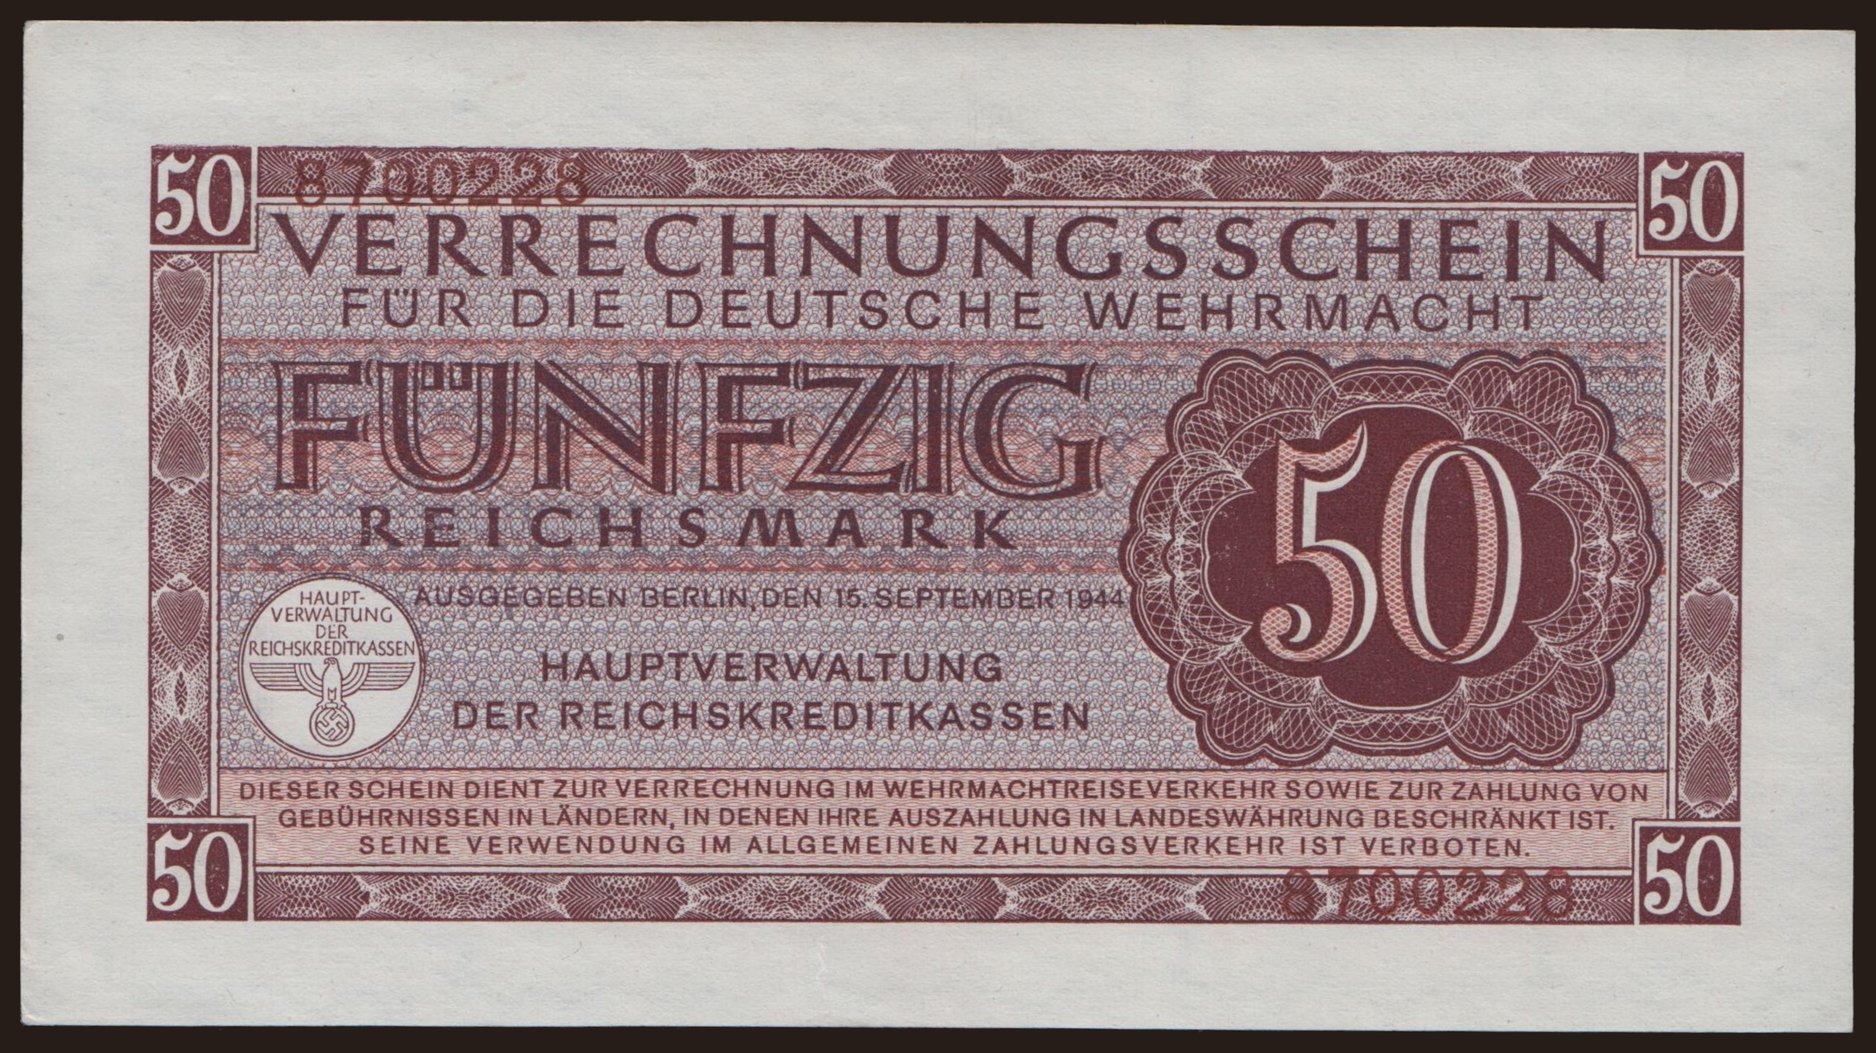 50
8700228
50
VERRECHNUNGSSCHEIN
FÜR DIE DEUTSCHE WEHRMACHT
FÜNFZIG
REICHSMARK
50
HAUPT-
VERWALTUNG
DER
REICHSKREDITKASSEN
AUSGEGEBEN BERLIN, DEN 15. SEPTEMBER 1944
HAUPTVERWALTUNG
DER REICHSKREDITKASSEN
DIESER SCHEIN DIENT ZUR VERRECHNUNG IM WEHRMACHTREISEVERKEHR SOWIE ZUR ZAHLUNG VON
GEBÜHRNISSEN IN LÄNDERN, IN DENEN IHRE AUSZAHLUNG IN LANDESWÄHRUNG BESCHRÄNKT IST.
SEINE VERWENDUNG IM ALLGEMEINEN ZAHLUNGSVERKEHR IST VERBOTEN.
50
8700228
50